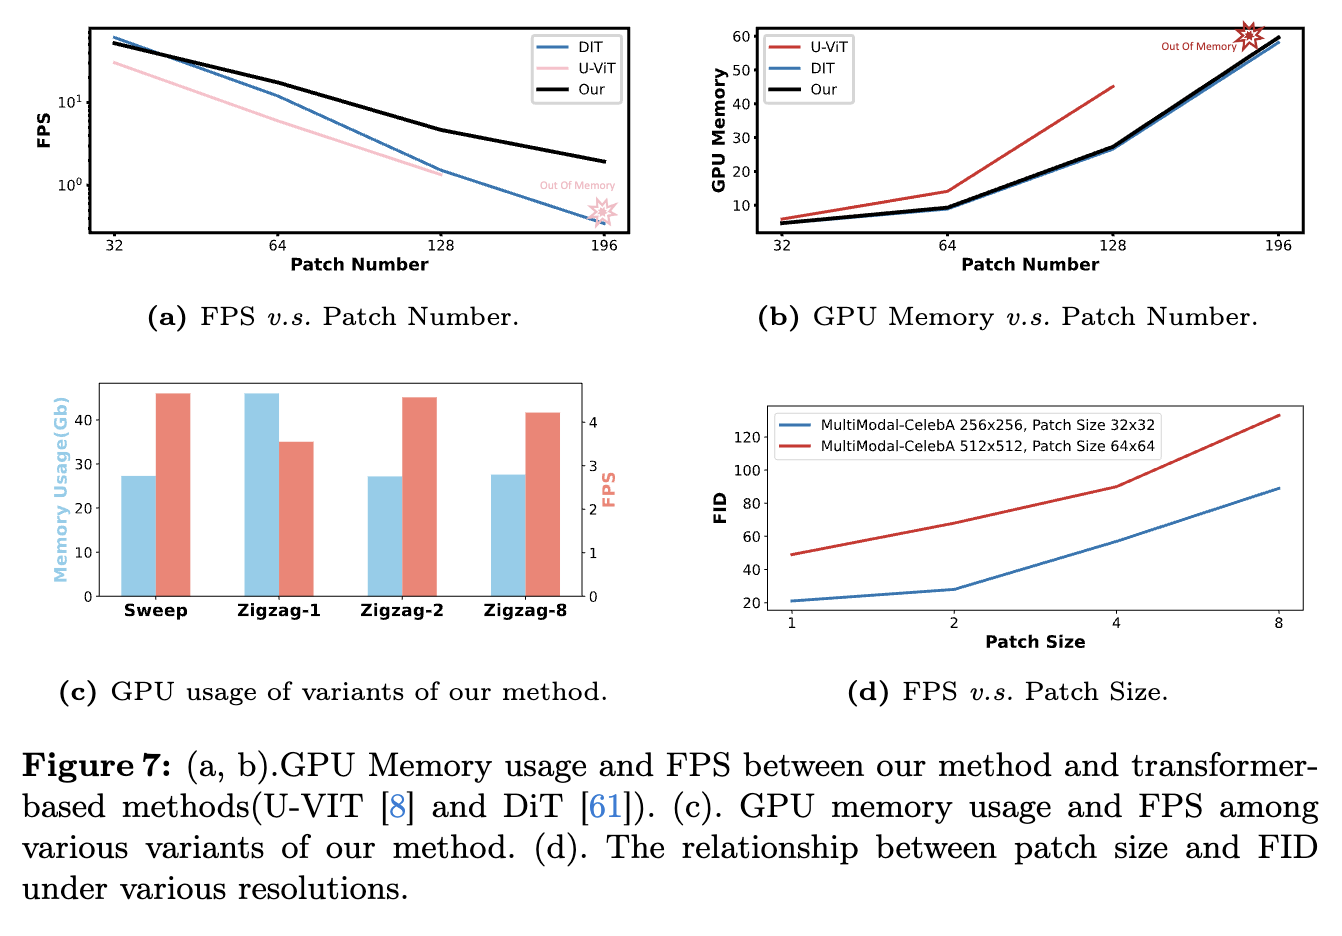 DIT
U-ViT
Our
FPS
10¹
10⁰
Out Of Memory
32 64 128 196
Patch Number
(a) FPS v.s. Patch Number.
U-ViT
DIT
Our
GPU Memory
60
50
40
30
20
10
Out Of Memory
32 64 128 196
Patch Number
(b) GPU Memory v.s. Patch Number.
Memory Usage(Gb)
40
30
20
10
0
FPS
4
3
2
1
0
Sweep Zigzag-1 Zigzag-2 Zigzag-8
(c) GPU usage of variants of our method.
MultiModal-CelebA 256x256, Patch Size 32x32
MultiModal-CelebA 512x512, Patch Size 64x64
FID
120
100
80
60
40
20
1 2 4 8
Patch Size
(d) FPS v.s. Patch Size.
Figure 7: (a, b).GPU Memory usage and FPS between our method and transformer-
based methods(U-VIT [8] and DiT [61]). (c). GPU memory usage and FPS among
various variants of our method. (d). The relationship between patch size and FID
under various resolutions.